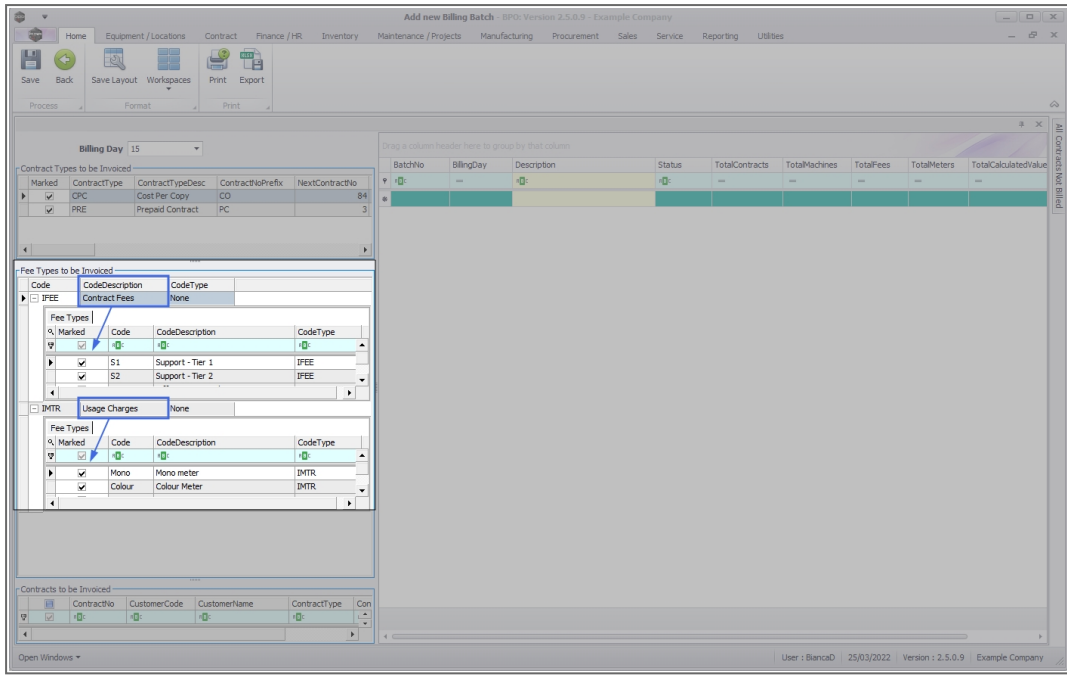 Add new Billing Batch - BPO: Version 2.5.0.9 - Example Company
Home Equipment / Locations Contract Finance / HR Inventory Maintenance / Projects Manufacturing Procurement Sales Service Reporting Utilities
Save Back Save Layout Workspaces Print Export
Process Format Print
All Contracts Not Billed
Billing Day 15
Drag a column header here to group by that column
BatchNo BillingDay Description Status TotalContracts TotalMachines TotalFees TotalMeters TotalCalculatedValue
Contract Types to be Invoiced
Marked ContractType ContractTypeDesc ContractNoPrefix NextContractNo
CPC Cost Per Copy CO 84
PRE Prepaid Contract PC 3
Fee Types to be Invoiced
Code CodeDescription CodeType
IFEE Contract Fees None
Fee Types
Marked Code CodeDescription CodeType
S1 Support - Tier 1 IFEE
S2 Support - Tier 2 IFEE
IMTR Usage Charges None
Fee Types
Marked Code CodeDescription CodeType
Mono Mono meter IMTR
Colour Colour Meter IMTR
Contracts to be Invoiced
ContractNo CustomerCode CustomerName ContractType Con
Open Windows
User : BiancaD 25/03/2022 Version : 2.5.0.9 Example Company